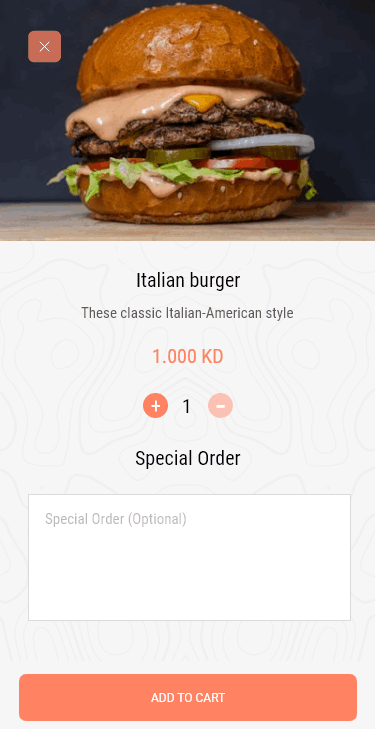 Italian burger
These classic Italian-American style
1.000 KD
+ 1 -
Special Order
Special Order (Optional)
ADD TO CART